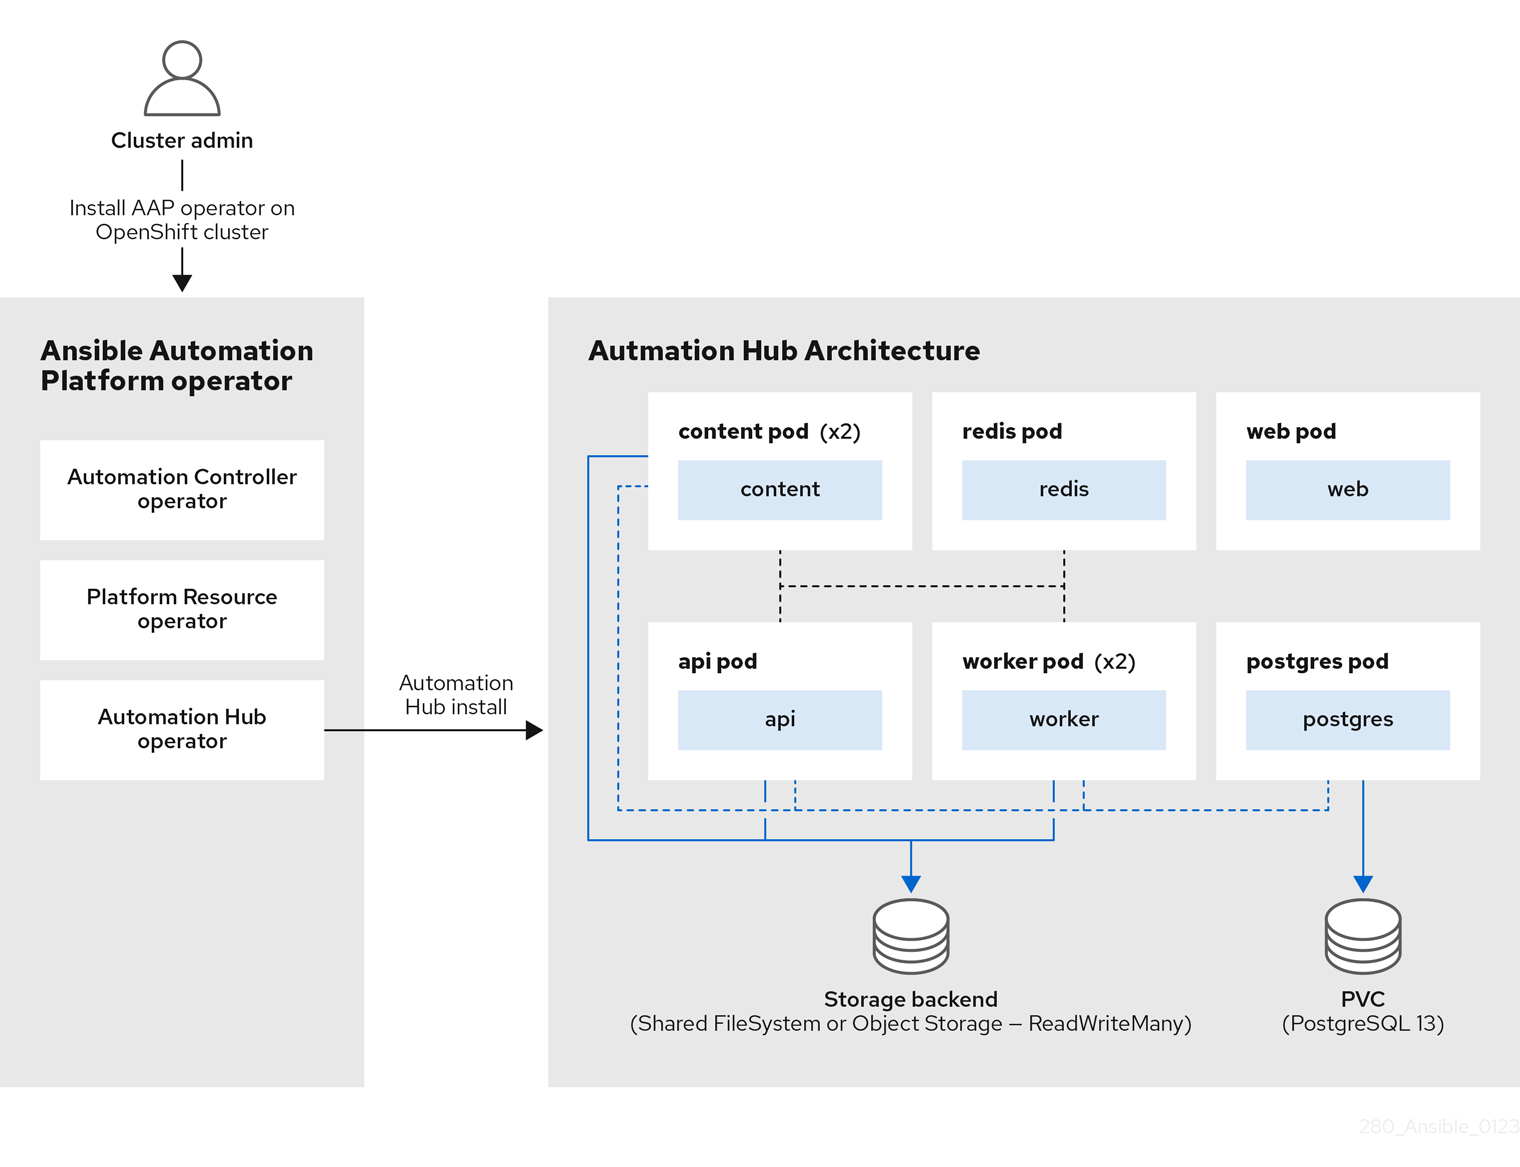 Cluster admin
Install AAP operator on
OpenShift cluster
Ansible Automation
Platform operator
Automation Controller
operator
Platform Resource
operator
Automation Hub
operator
Automation
Hub install
Autmation Hub Architecture
content pod (x2)
content
redis pod
redis
web pod
web
api pod
api
worker pod (x2)
worker
postgres pod
postgres
Storage backend
(Shared FileSystem or Object Storage – ReadWriteMany)
PVC
(PostgreSQL 13)
280_Ansible_0123